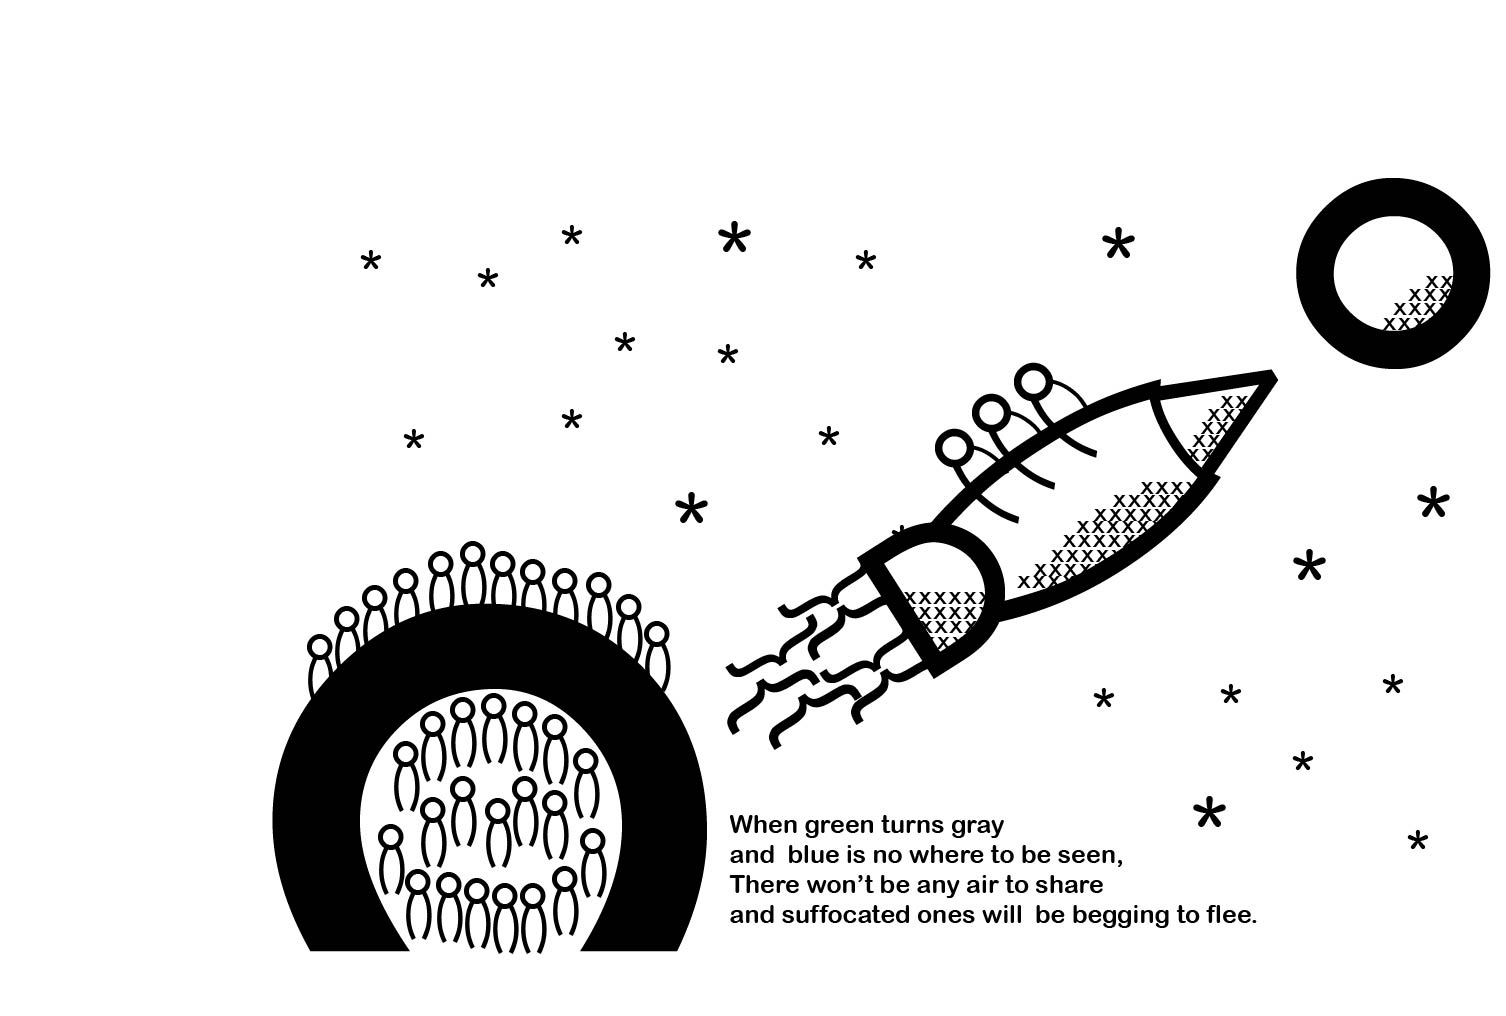 When green turns gray
and  blue is no where to be seen,
There won’t be any air to share
and suffocated ones will  be begging to flee.